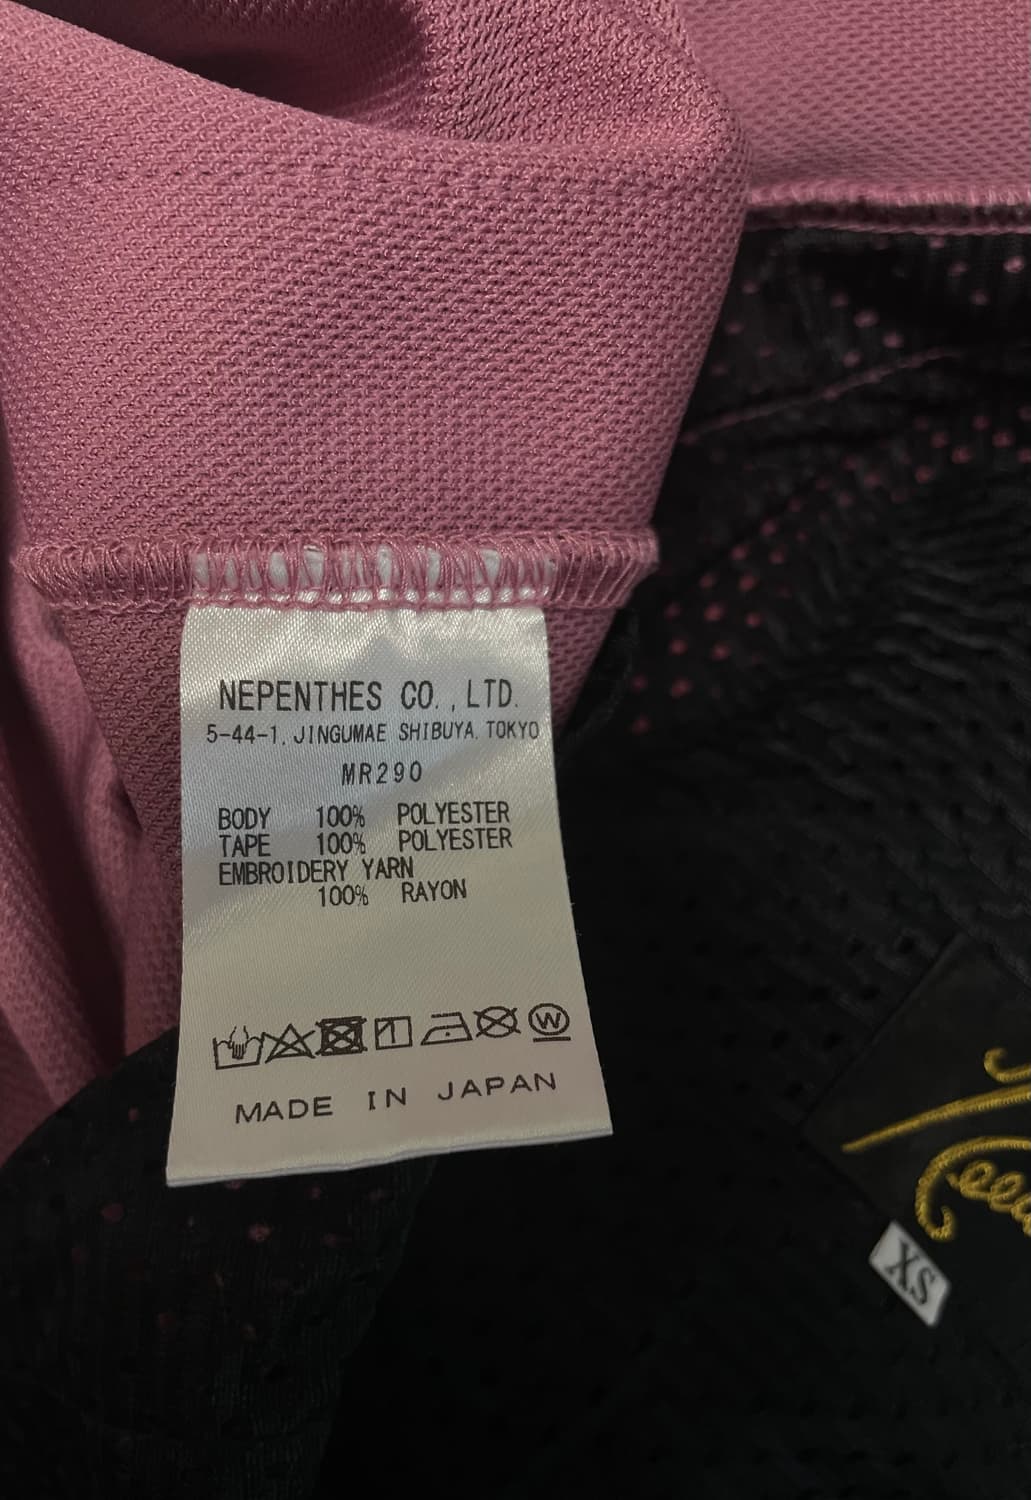 NEPENTHES CO.,LTD.
5-44-1, JINGUMAE SHIBUYA, TOKYO
MR290
BODY 100% POLYESTER
TAPE 100% POLYESTER
EMBROIDERY YARN
100% RAYON
W
MADE IN JAPAN
XS